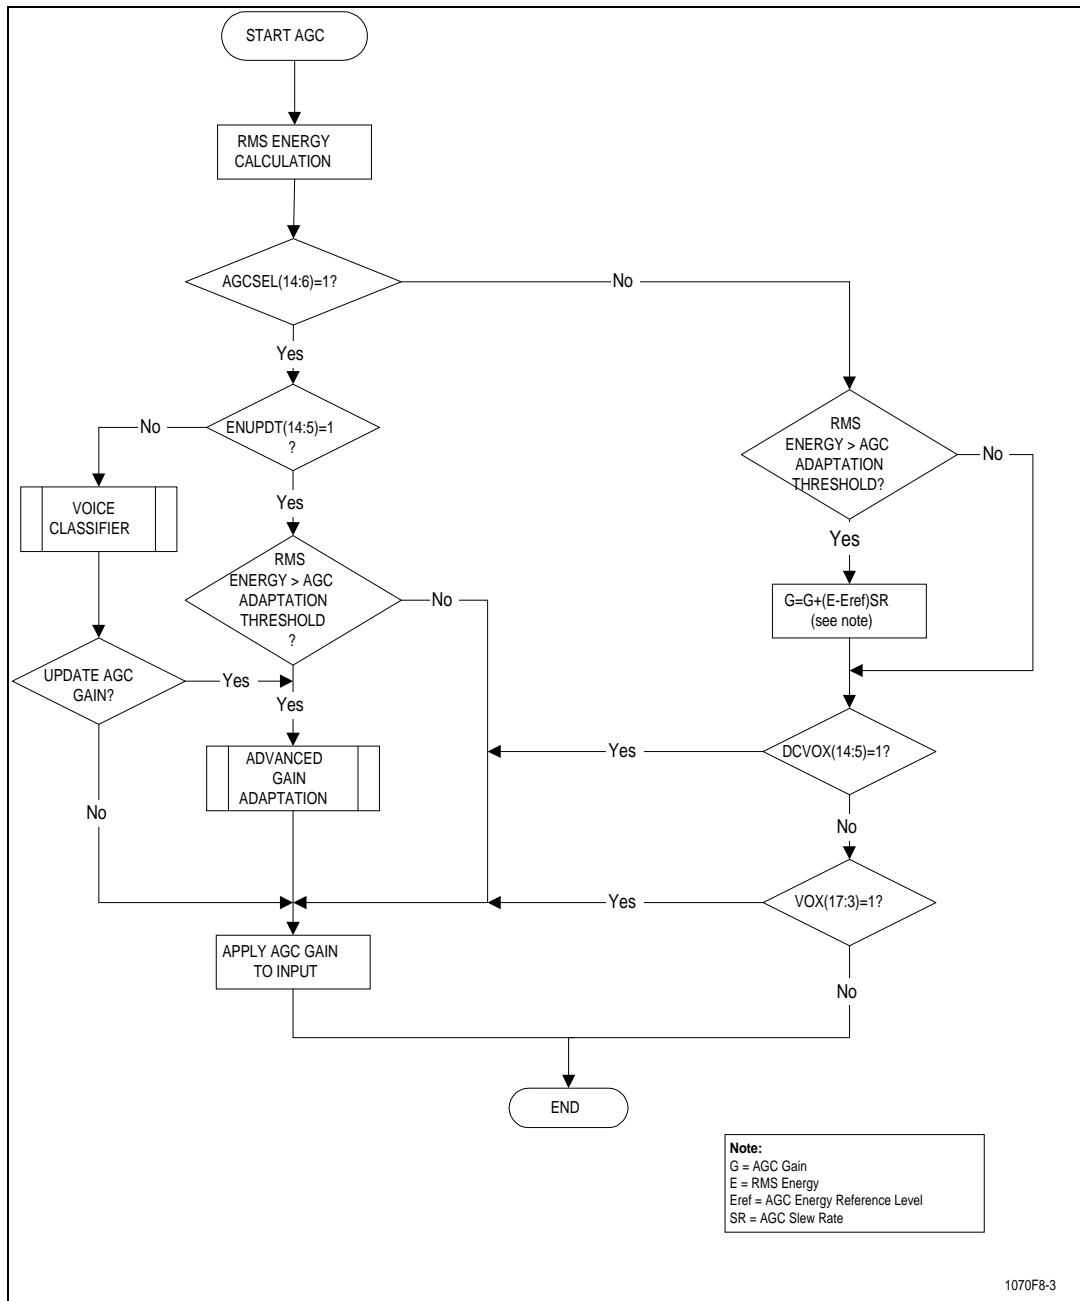 START AGC
RMS ENERGY
CALCULATION
AGCSEL(14:6)=1?
No
Yes
No
ENUPDT(14:5)=1
?
RMS
ENERGY > AGC
ADAPTATION
THRESHOLD?
No
VOICE
CLASSIFIER
Yes
Yes
RMS
ENERGY > AGC
ADAPTATION
THRESHOLD
?
No
G=G+(E-Eref)SR
(see note)
UPDATE AGC
GAIN?
Yes
Yes
ADVANCED
GAIN
ADAPTATION
Yes
DCVOX(14:5)=1?
No
No
Yes
VOX(17:3)=1?
APPLY AGC GAIN
TO INPUT
No
END
Note:
G = AGC Gain
E = RMS Energy
Eref = AGC Energy Reference Level
SR = AGC Slew Rate
1070F8-3